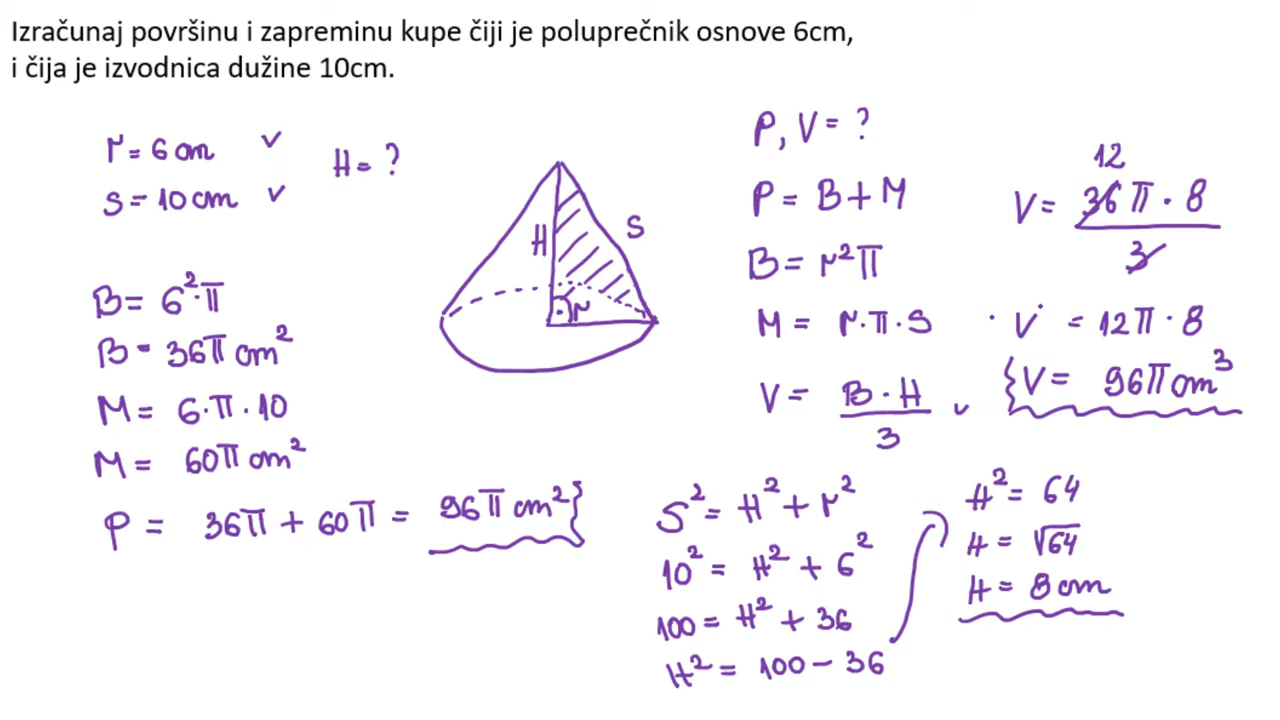 Izračunaj površinu i zapreminu kupe čiji je poluprečnik osnove 6cm,
i čija je izvodnica dužine 10cm.
r = 6 cm ✓
s = 10 cm ✓
H = ?
B = 6²·π
B = 36π cm²
M = 6·π·10
M = 60π cm²
P = 36π + 60π = 96π cm²
H
s
r
P, V = ?
P = B + M
B = r²π
M = r·π·s
V = B·H / 3 ✓
s² = H² + r²
10² = H² + 6²
100 = H² + 36
H² = 100 − 36
H² = 64
H = √64
H = 8 cm
12
V = 36π · 8 / 3
V = 12π · 8
V = 96π cm³